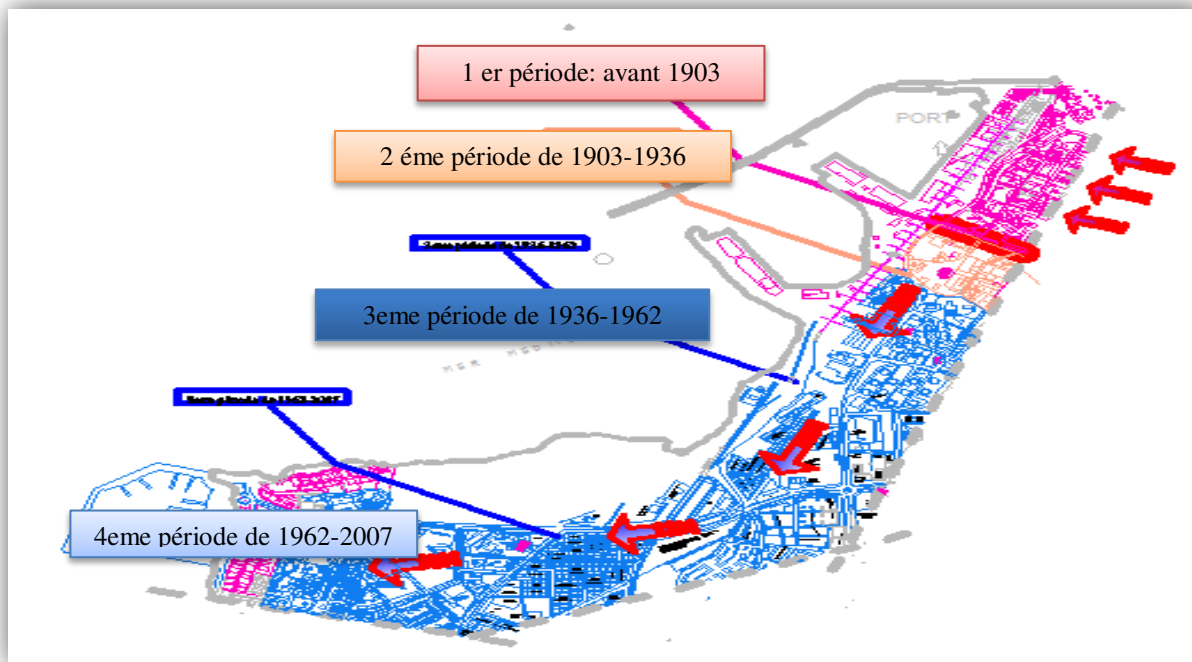 1 er période: avant 1903
PORT
2 éme période de 1903-1936
3eme période de 1936-1962
MER
4eme période de 1962-2007